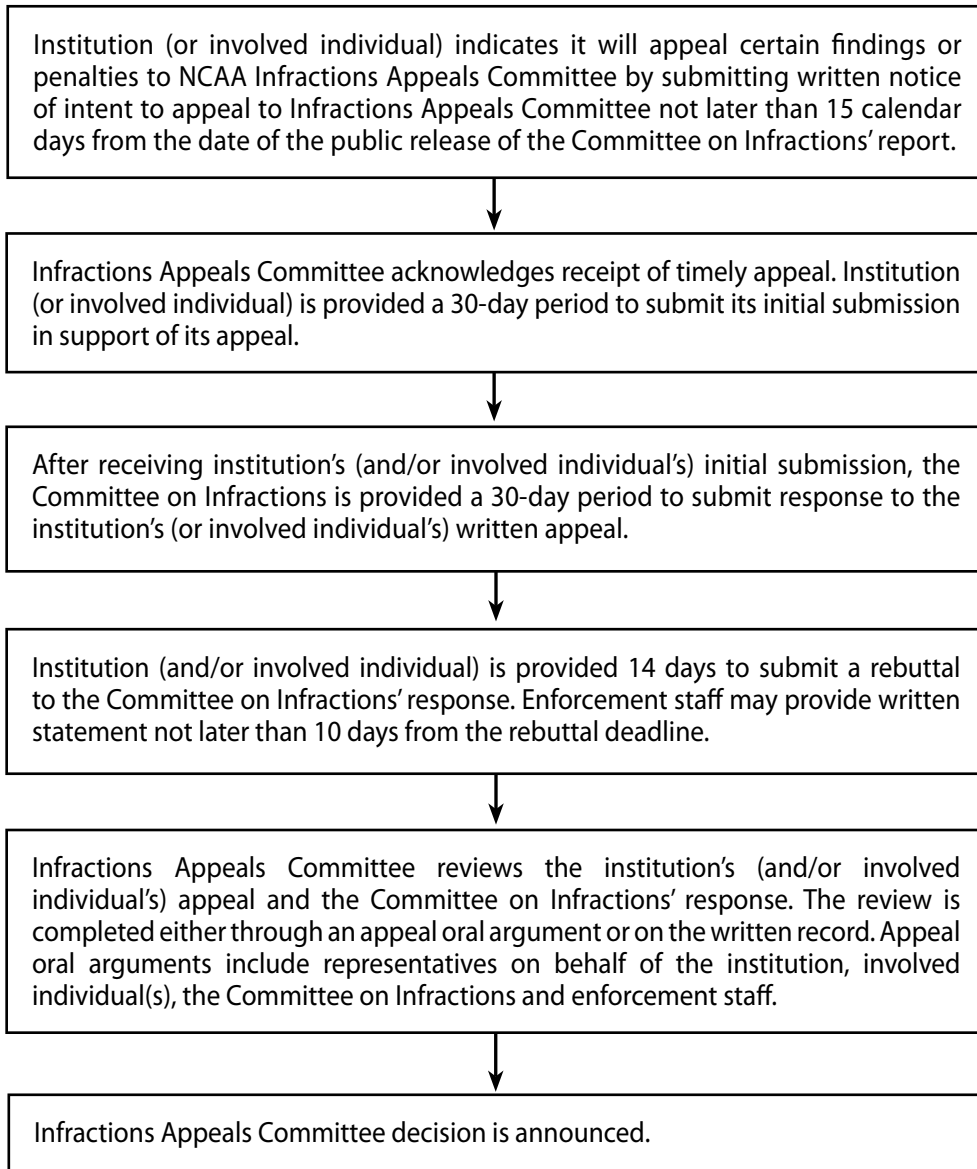 Institution (or involved individual) indicates it will appeal certain findings or
penalties to NCAA Infractions Appeals Committee by submitting written notice
of intent to appeal to Infractions Appeals Committee not later than 15 calendar
days from the date of the public release of the Committee on Infractions’ report.
Infractions Appeals Committee acknowledges receipt of timely appeal. Institution
(or involved individual) is provided a 30-day period to submit its initial submission
in support of its appeal.
After receiving institution’s (and/or involved individual’s) initial submission, the
Committee on Infractions is provided a 30-day period to submit response to the
institution’s (or involved individual’s) written appeal.
Institution (and/or involved individual) is provided 14 days to submit a rebuttal
to the Committee on Infractions’ response. Enforcement staff may provide written
statement not later than 10 days from the rebuttal deadline.
Infractions Appeals Committee reviews the institution’s (and/or involved
individual’s) appeal and the Committee on Infractions’ response. The review is
completed either through an appeal oral argument or on the written record. Appeal
oral arguments include representatives on behalf of the institution, involved
individual(s), the Committee on Infractions and enforcement staff.
Infractions Appeals Committee decision is announced.